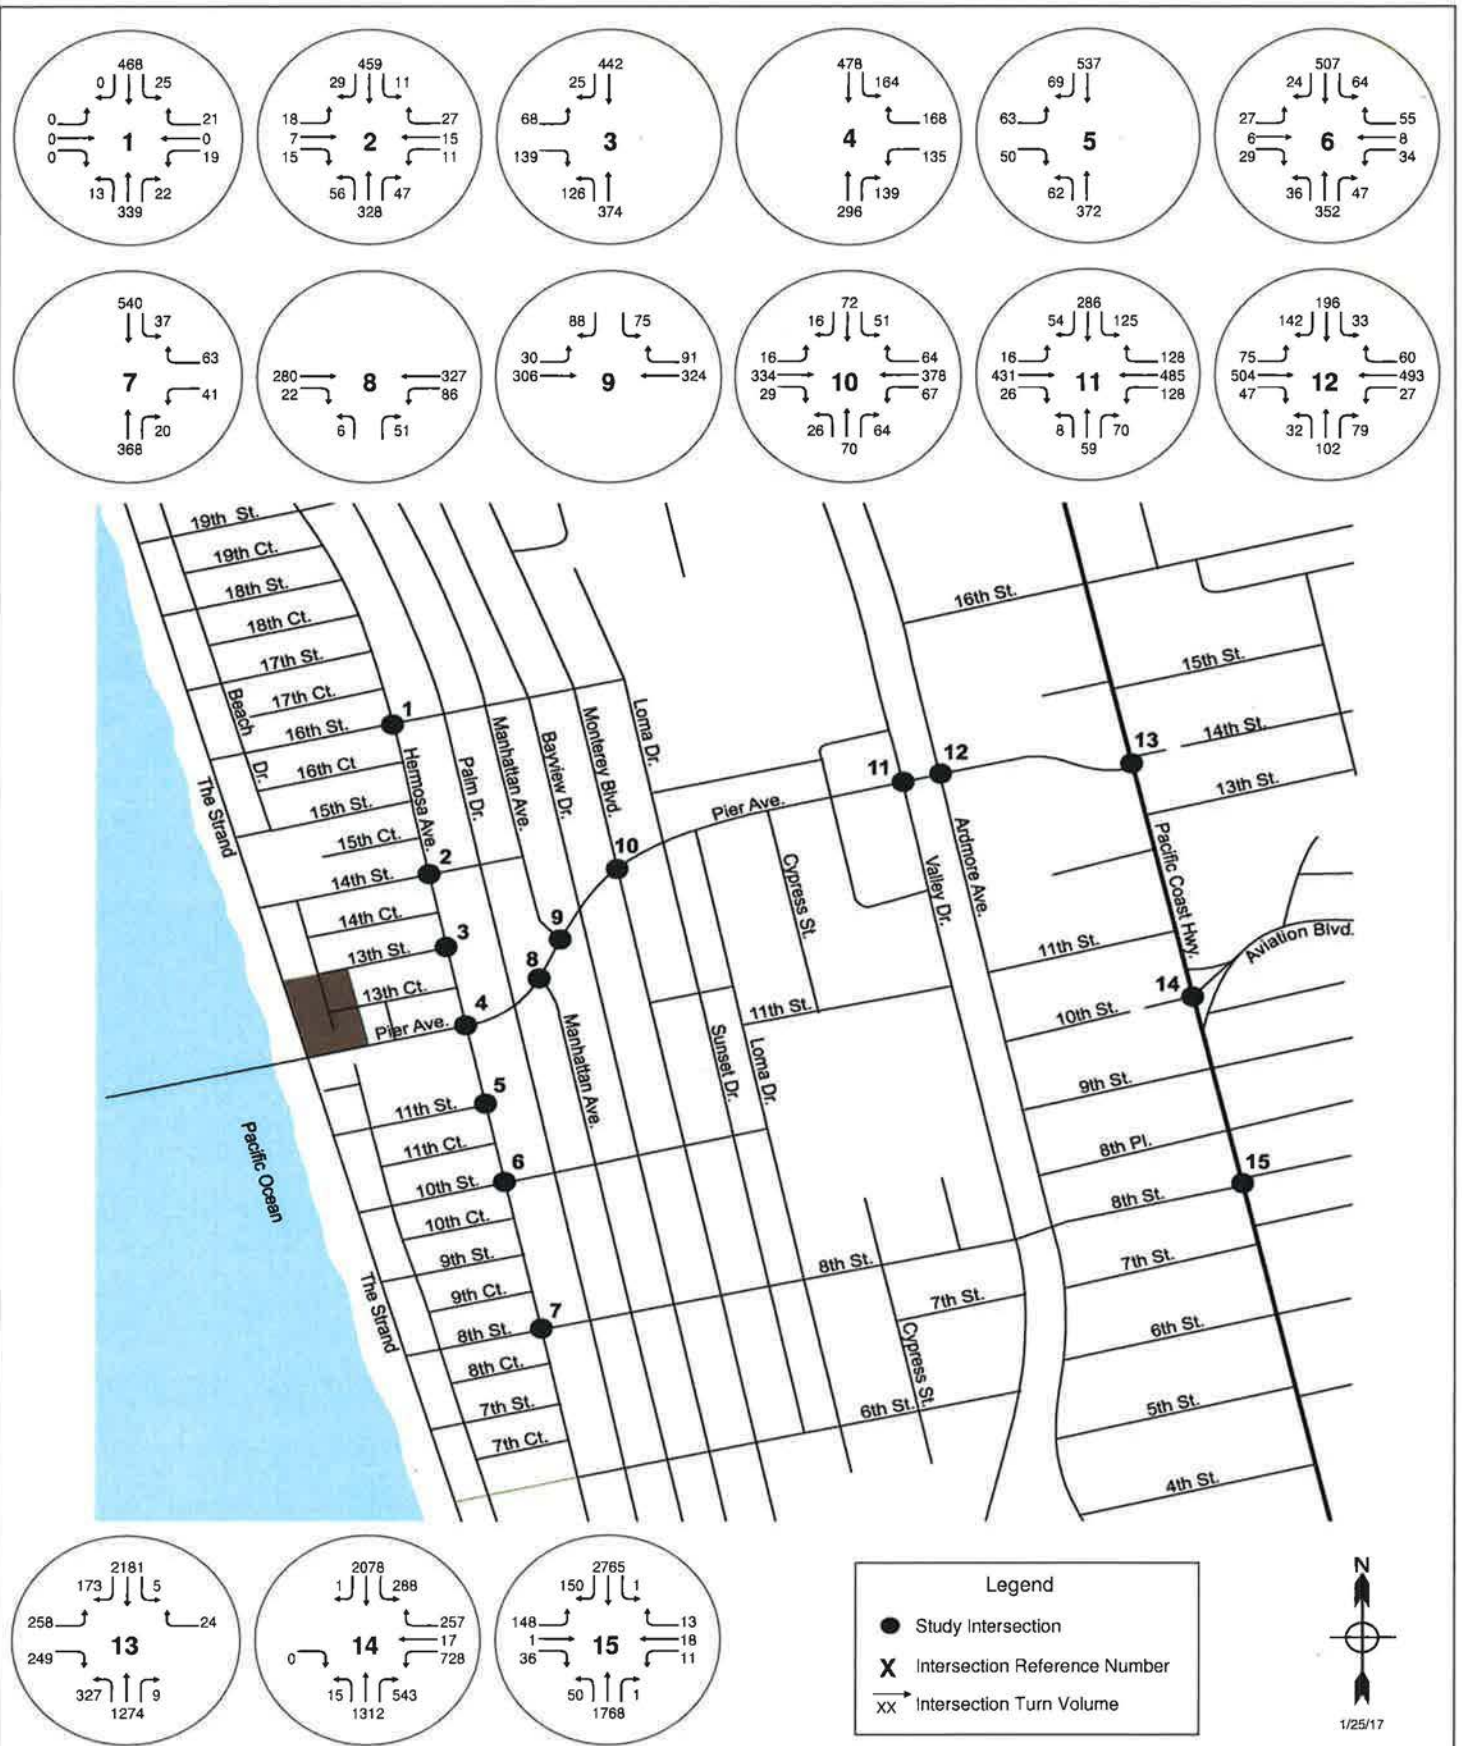 468
0 25
0 21
0 1 0
0 19
13 22
339
459
29 11
18 27
7 2 15
15 11
56 47
328
442
25
68
3
139
126
374
478
164
168
4
135
139
296
537
69
63
5
50
62
372
507
24 64
27 55
6 6 8
29 34
36 47
352
540
37
63
7
41
20
368
280 8 327
22 86
6 51
88 75
30 91
306 9 324
72
16 51
16 64
334 10 378
29 67
26 64
70
286
54 125
16 128
431 11 485
26 128
8 70
59
196
142 33
75 60
504 12 493
47 27
32 79
102
19th St.
19th Ct.
18th St.
18th Ct.
17th St.
17th Ct.
16th St.
16th Ct
15th St.
15th Ct.
14th St.
14th Ct.
13th St.
13th Ct.
Pier Ave.
11th St.
11th Ct.
10th St.
10th Ct.
9th St.
9th Ct.
8th St.
8th Ct.
7th St.
7th Ct.
Beach
Dr.
The Strand
The Strand
Pacific Ocean
Hermosa Ave.
Palm Dr.
Manhattan Ave.
Bayview Dr.
Monterey Blvd.
Loma Dr.
Manhattan Ave.
Sunset Dr.
Loma Dr.
Pier Ave.
Cypress St.
11th St.
8th St.
7th St.
Cypress St.
6th St.
Valley Dr.
Ardmore Ave.
Pacific Coast Hwy.
Aviation Blvd.
16th St.
15th St.
14th St.
13th St.
11th St.
10th St.
9th St.
8th Pl.
8th St.
7th St.
6th St.
5th St.
4th St.
1
2
3
4
5
6
7
8
9
10
11
12
13
14
15
2181
173 5
258 24
13
249
327 9
1274
2078
1 288
257
14 17
0 728
15 543
1312
2765
150 1
148 13
1 15 18
36 11
50 1
1768
Legend
Study Intersection
X Intersection Reference Number
XX Intersection Turn Volume
N
1/25/17